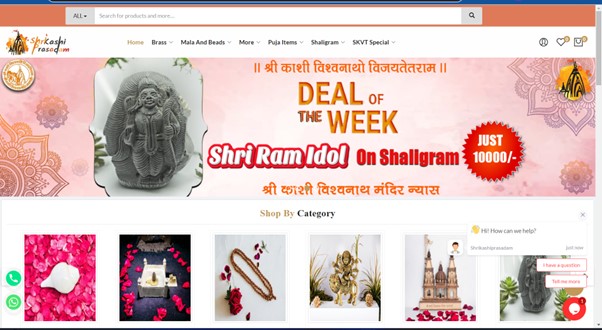 ALL
Search for products and more...
Shrikashi
Prasadam
Home
Brass
Mala And Beads
More
Puja Items
Shaligram
SKVT Special
0
0
|| श्री काशी विश्वनाथो विजयतेतराम ||
DEAL OF
THE WEEK
Shri Ram Idol On Shaligram
JUST
10000/-
श्री काशी विश्वनाथ मंदिर न्यास
Shop By Category
Hi! How can we help?
Shrikashiprasadam
just now
I have a question
Tell me more
1